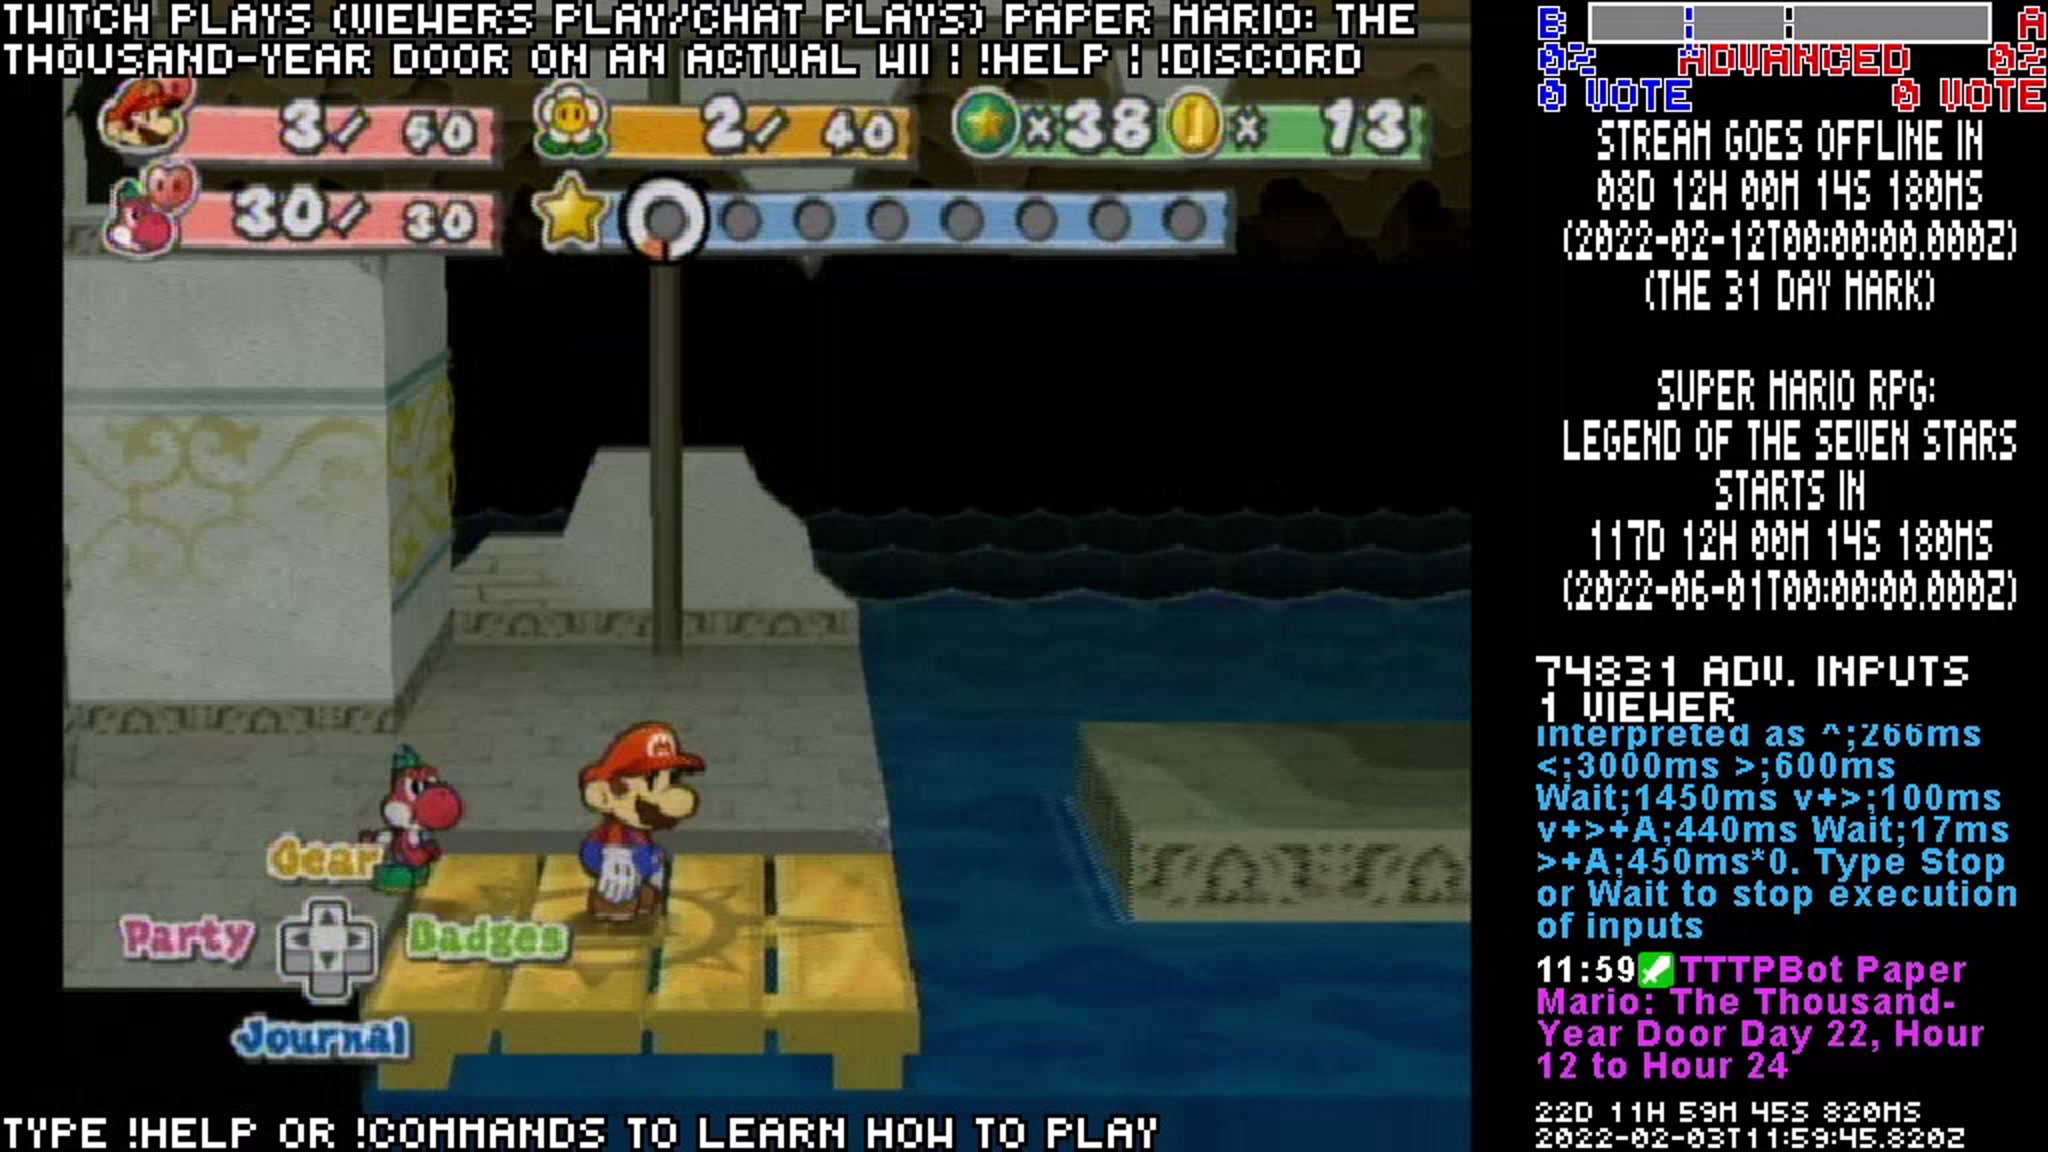 TWITCH PLAYS (VIEWERS PLAY/CHAT PLAYS) PAPER MARIO: THE
THOUSAND-YEAR DOOR ON AN ACTUAL WII | !HELP | !DISCORD
3/ 50
2/ 40
×38
× 13
30/ 30
Gear
Party
Badges
Journal
TYPE !HELP OR !COMMANDS TO LEARN HOW TO PLAY
B
A
0% ADVANCED 0%
0 VOTE 0 VOTE
STREAM GOES OFFLINE IN
08D 12H 00M 14S 180MS
(2022-02-12T00:00:00.000Z)
(THE 31 DAY MARK)
SUPER MARIO RPG:
LEGEND OF THE SEVEN STARS
STARTS IN
117D 12H 00M 14S 180MS
(2022-06-01T00:00:00.000Z)
74831 ADV. INPUTS
1 VIEWER
interpreted as ^;266ms
<;3000ms >;600ms
Wait;1450ms v+>;100ms
v+>+A;440ms Wait;17ms
>+A;450ms*0. Type Stop
or Wait to stop execution
of inputs
11:59 TTTPBot Paper
Mario: The Thousand-
Year Door Day 22, Hour
12 to Hour 24
22D 11H 59M 45S 820MS
2022-02-03T11:59:45.820Z